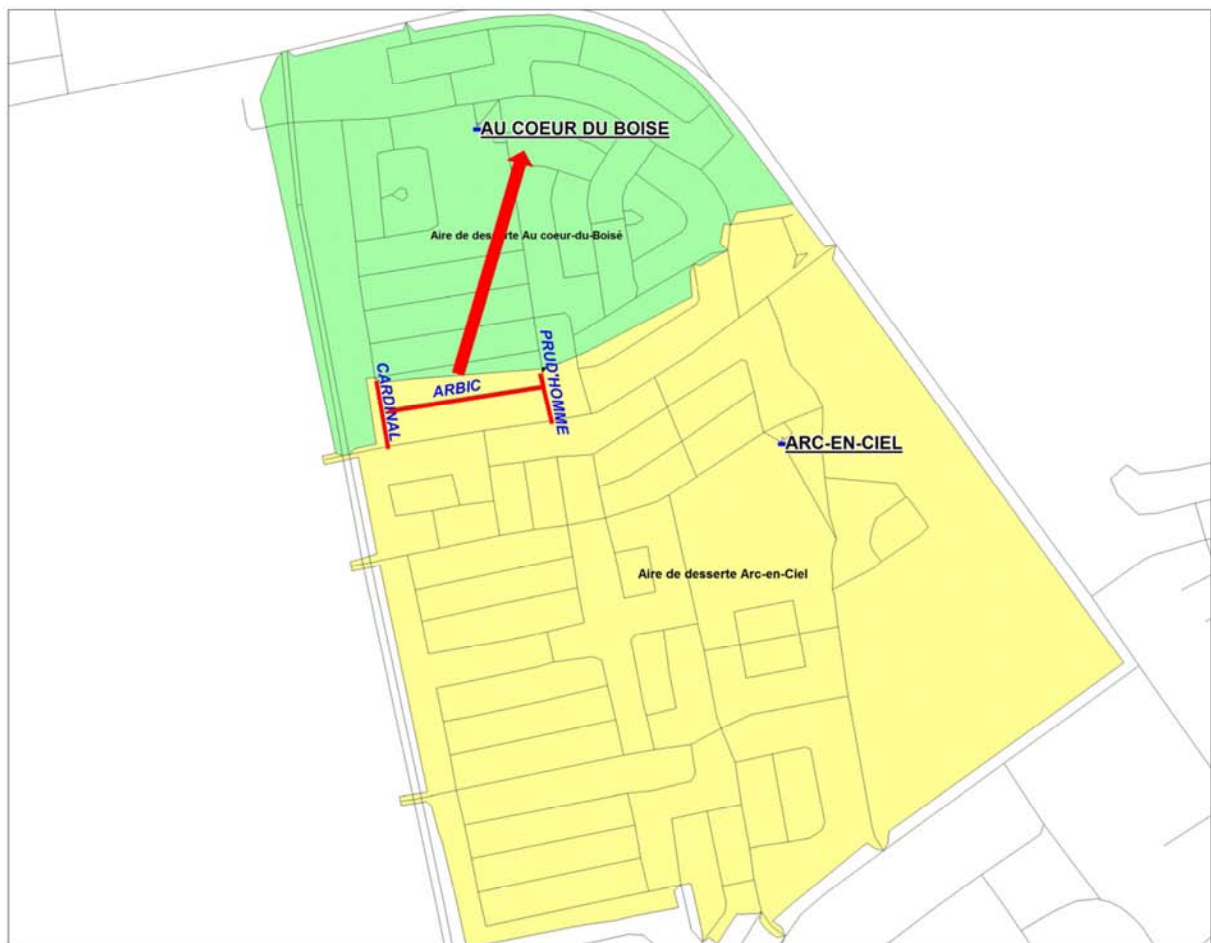 AU COEUR DU BOISE
Aire de desserte Au coeur-du-Boisé
PRUD'HOMME
CARDINAL
ARBIC
ARC-EN-CIEL
Aire de desserte Arc-en-Ciel